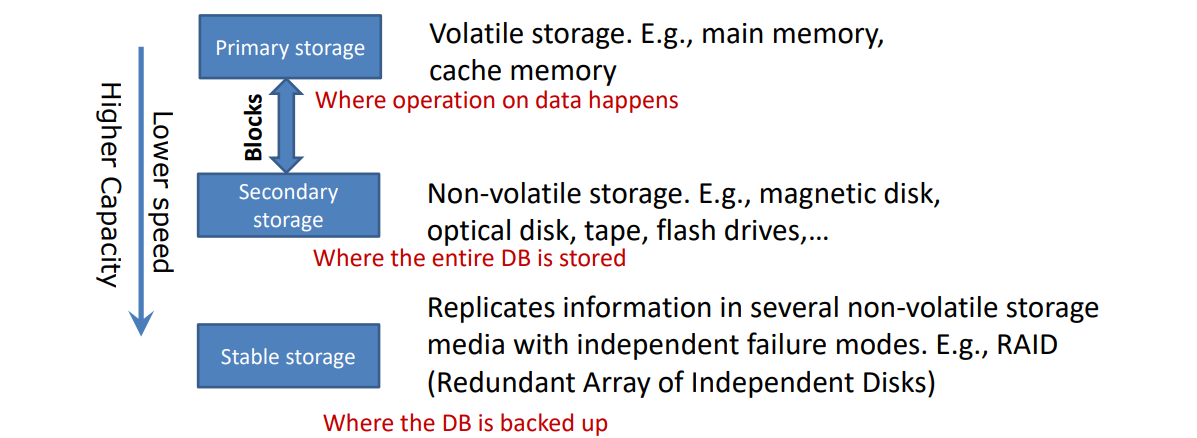 Primary storage
Volatile storage. E.g., main memory,
cache memory
Where operation on data happens
Blocks
Higher Capacity
Lower speed
Secondary
storage
Non-volatile storage. E.g., magnetic disk,
optical disk, tape, flash drives,…
Where the entire DB is stored
Stable storage
Replicates information in several non-volatile storage
media with independent failure modes. E.g., RAID
(Redundant Array of Independent Disks)
Where the DB is backed up